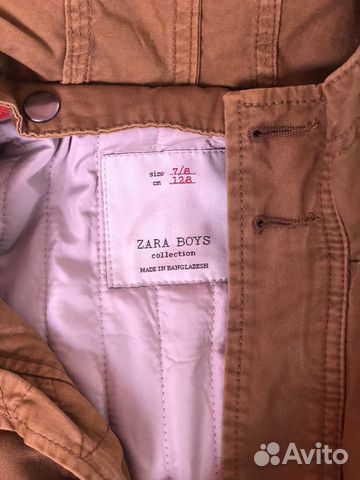 size 7/8
cm 128
ZARA BOYS
collection
MADE IN BANGLADESH
Avito